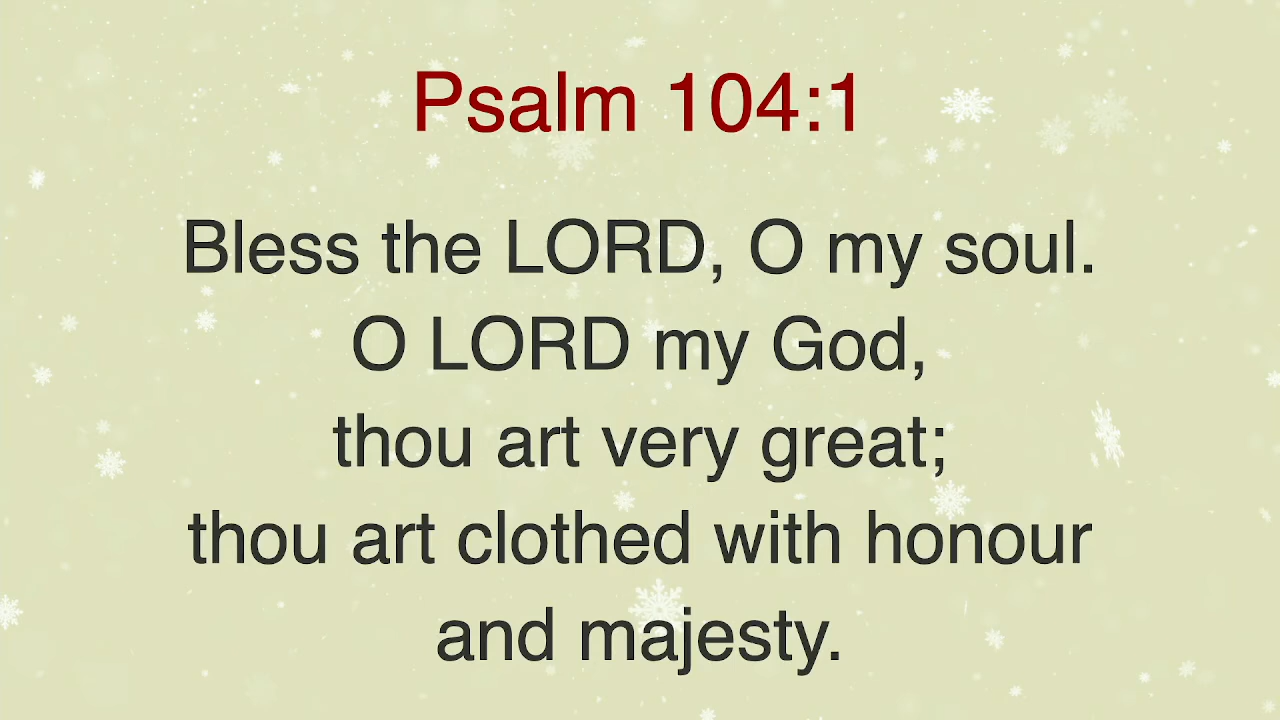 Psalm 104:1
Bless the LORD, O my soul.
O LORD my God,
thou art very great;
thou art clothed with honour
and majesty.